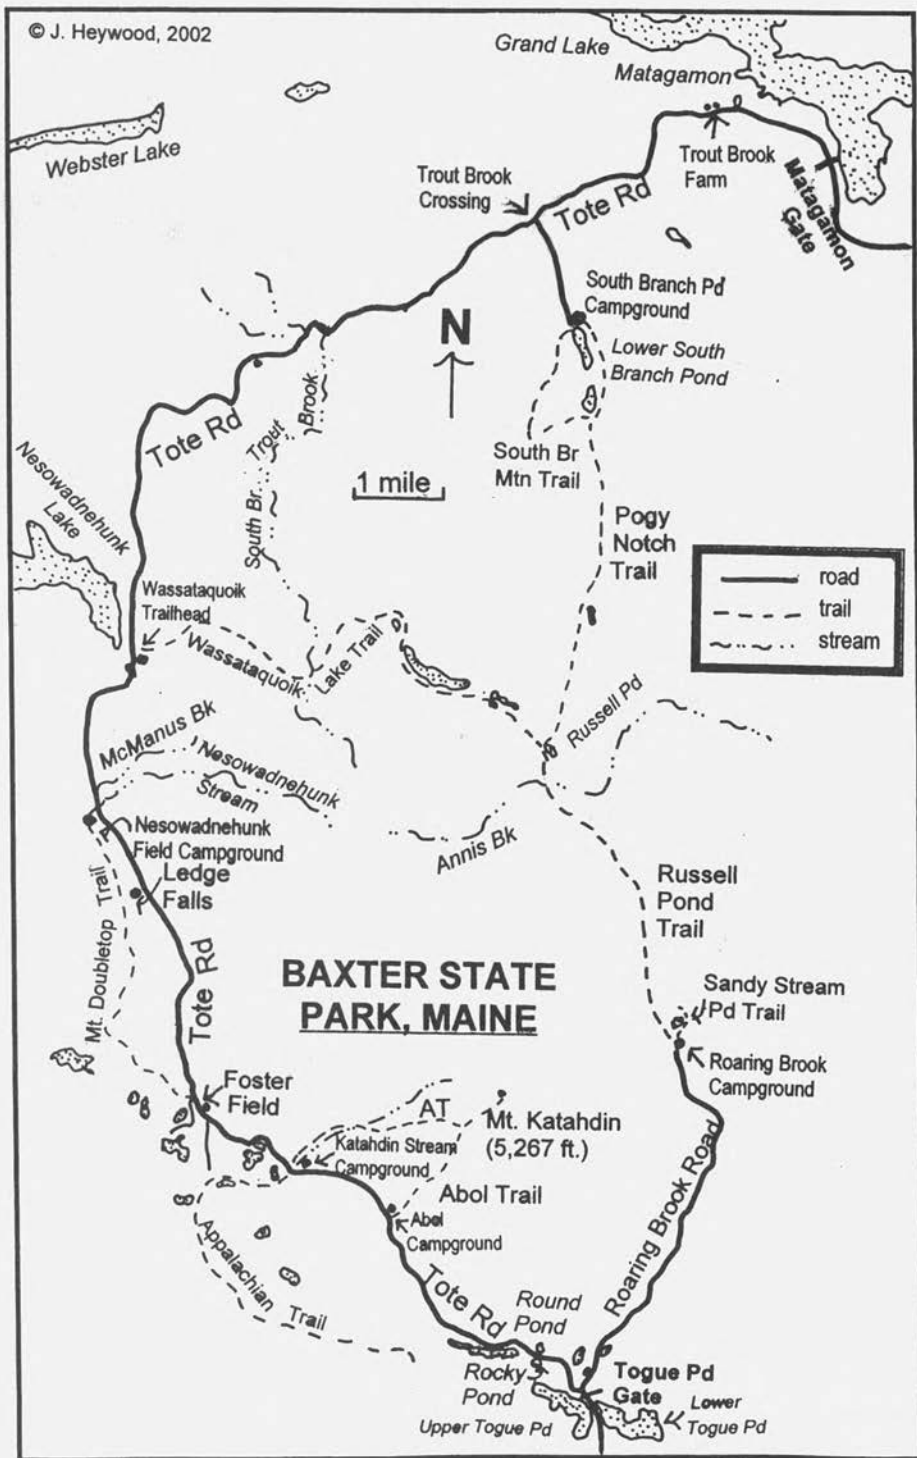 © J. Heywood, 2002
Grand Lake
Matagamon
Webster Lake
Trout Brook
Crossing
Trout Brook
Farm
Tote Rd
Matagamon
Gate
South Branch Pd
Campground
N
Lower South
Branch Pond
Tote Rd
South Br. Trout Brook
1 mile
South Br
Mtn Trail
Nesowadnehunk
Lake
Pogy
Notch
Trail
road
trail
stream
Wassataquoik
Trailhead
Wassataquoik
Lake Trail
Russell Pd
McManus Bk
Nesowadnehunk
Stream
Annis Bk
Nesowadnehunk
Field Campground
Ledge
Falls
Mt. Doubletop Trail
Tote Rd
Russell
Pond
Trail
BAXTER STATE
PARK, MAINE
Sandy Stream
Pd Trail
Roaring Brook
Campground
Foster
Field
AT
Mt. Katahdin
(5,267 ft.)
Katahdin Stream
Campground
Abol Trail
Abol
Campground
Roaring Brook Road
Appalachian Trail
Tote Rd
Round
Pond
Rocky
Pond
Togue Pd
Gate
Upper Togue Pd
Lower
Togue Pd